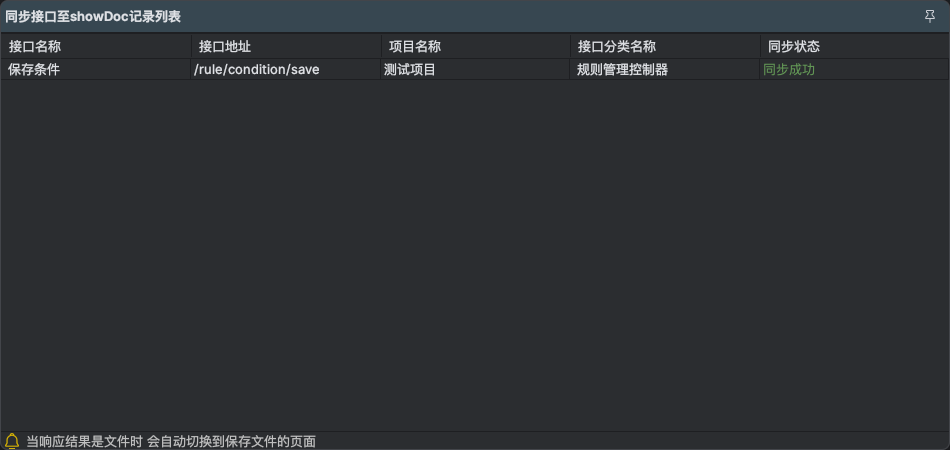 同步接口至showDoc记录列表
接口名称 接口地址 项目名称 接口分类名称 同步状态
保存条件 /rule/condition/save 测试项目 规则管理控制器 同步成功
当响应结果是文件时 会自动切换到保存文件的页面